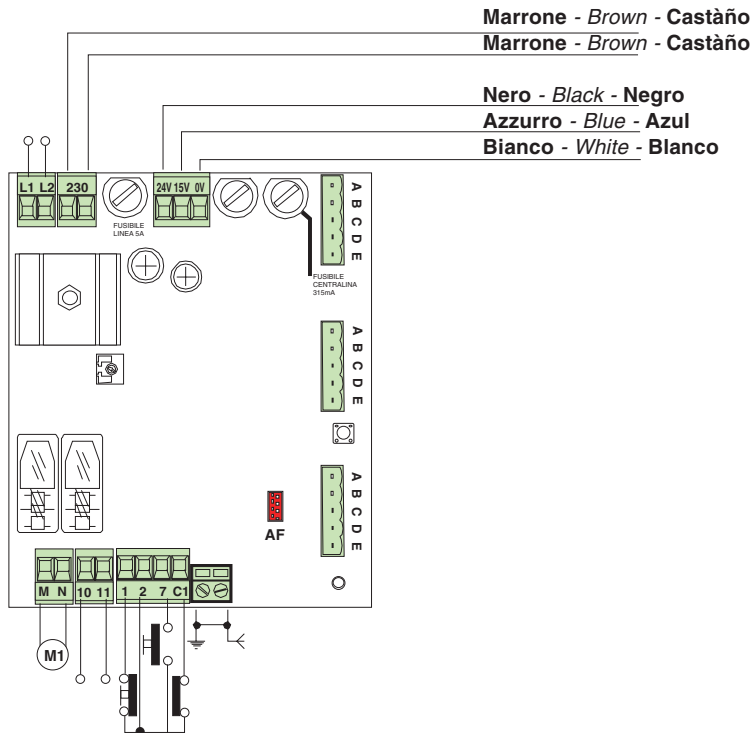 Marrone - Brown - Castàño
Marrone - Brown - Castàño
Nero - Black - Negro
Azzurro - Blue - Azul
Bianco - White - Blanco
L1 L2 230 24V 15V 0V
FUSIBILE
LINEA 5A
FUSIBILE
CENTRALINA
315mA
A
B
C
D
E
A
B
C
D
E
A
B
C
D
E
AF
M N 10 11 1 2 7 C1
M1